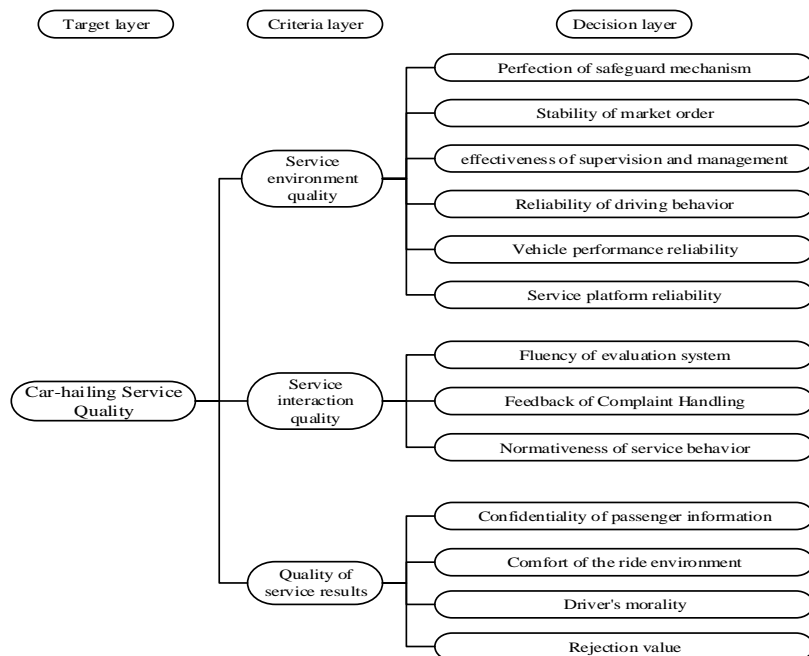 Target layer
Criteria layer
Decision layer
Perfection of safeguard mechanism
Stability of market order
effectiveness of supervision and management
Reliability of driving behavior
Vehicle performance reliability
Service platform reliability
Service
environment
quality
Fluency of evaluation system
Feedback of Complaint Handling
Normativeness of service behavior
Service
interaction
quality
Car-hailing Service
Quality
Confidentiality of passenger information
Comfort of the ride environment
Driver's morality
Rejection value
Quality of
service results